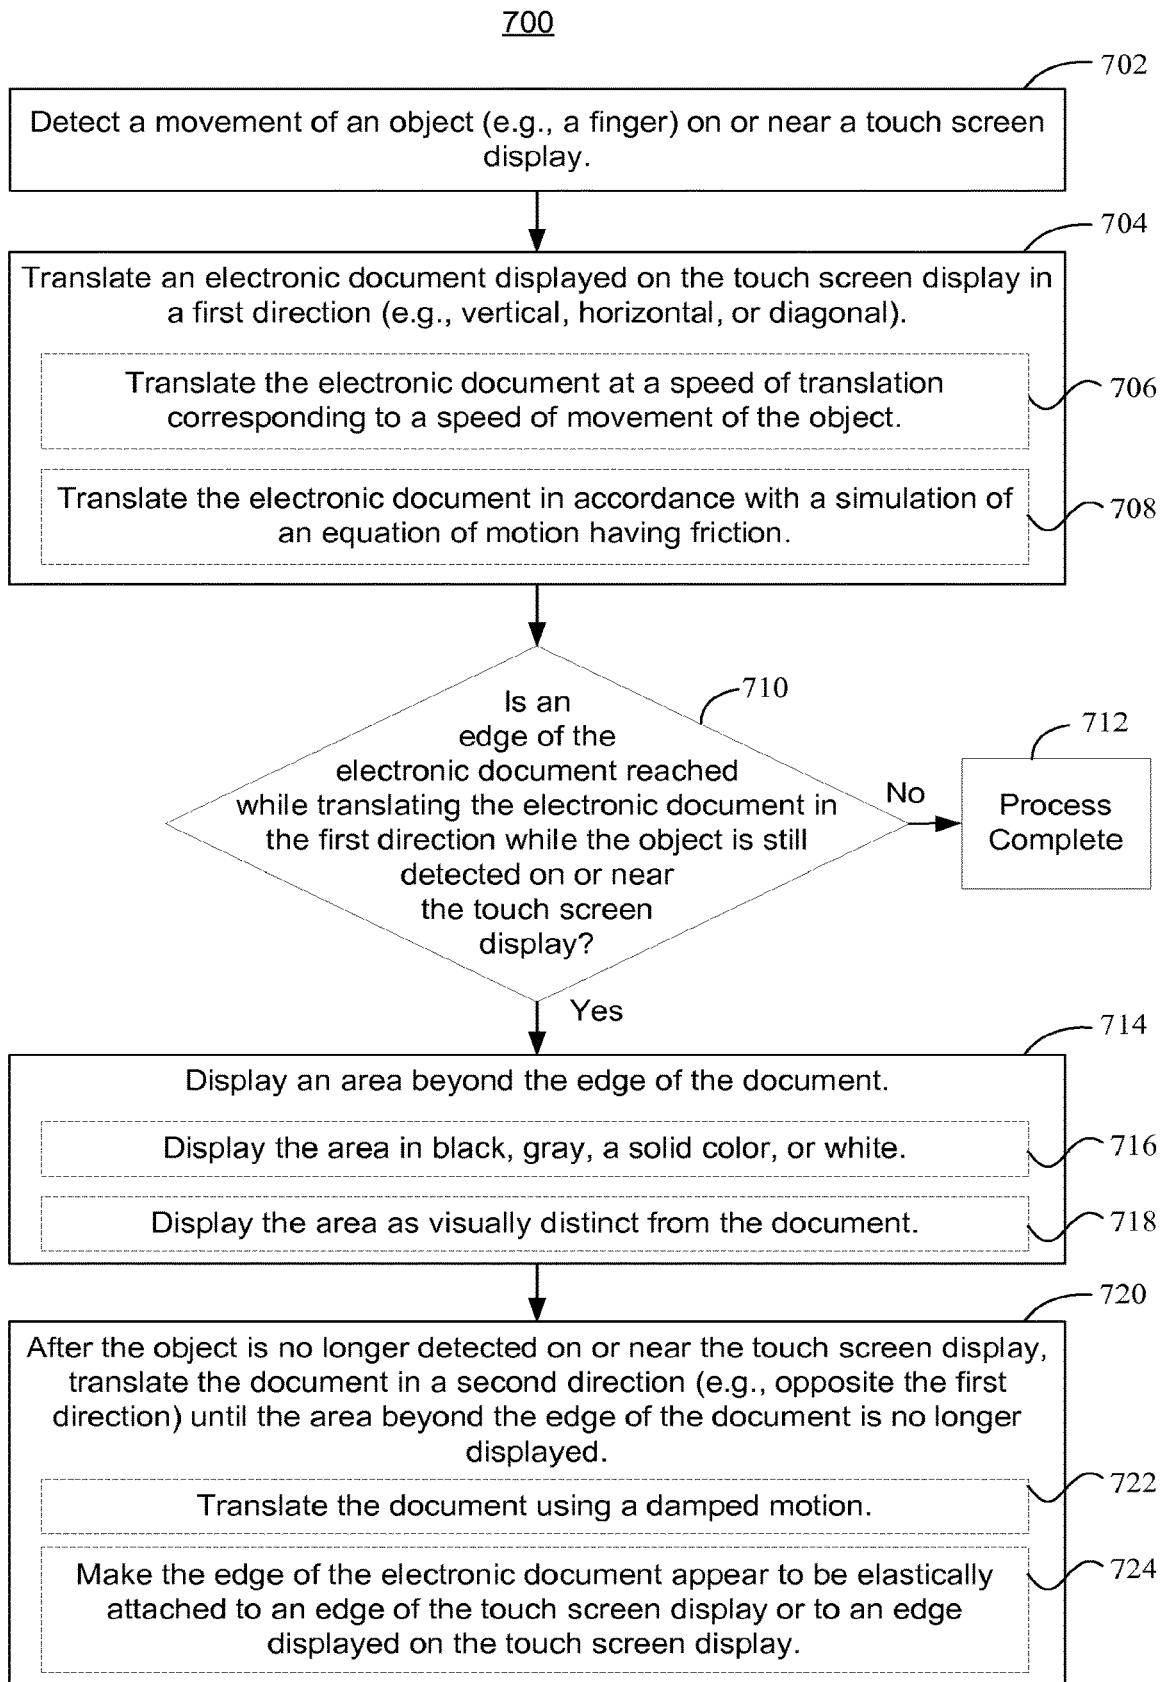 700
702
Detect a movement of an object (e.g., a finger) on or near a touch screen
display.
704
Translate an electronic document displayed on the touch screen display in
a first direction (e.g., vertical, horizontal, or diagonal).
Translate the electronic document at a speed of translation
corresponding to a speed of movement of the object.
706
Translate the electronic document in accordance with a simulation of
an equation of motion having friction.
708
710
Is an
edge of the
electronic document reached
while translating the electronic document in
the first direction while the object is still
detected on or near
the touch screen
display?
No
712
Process
Complete
Yes
714
Display an area beyond the edge of the document.
Display the area in black, gray, a solid color, or white.
716
Display the area as visually distinct from the document.
718
720
After the object is no longer detected on or near the touch screen display,
translate the document in a second direction (e.g., opposite the first
direction) until the area beyond the edge of the document is no longer
displayed.
722
Translate the document using a damped motion.
724
Make the edge of the electronic document appear to be elastically
attached to an edge of the touch screen display or to an edge
displayed on the touch screen display.